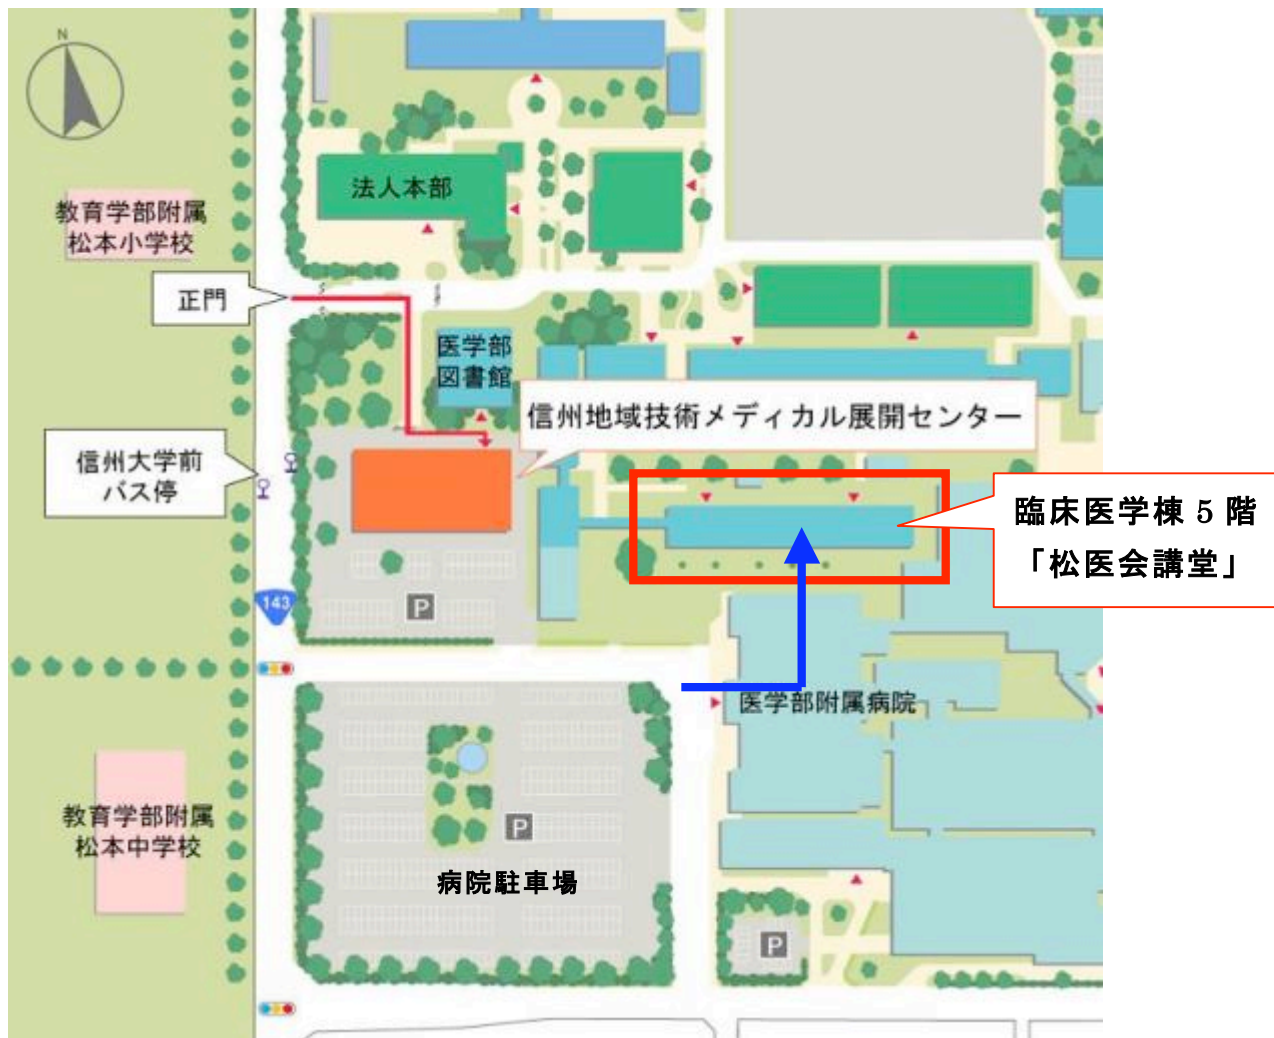 N
法人本部
教育学部附属
松本小学校
正門
医学部
図書館
信州地域技術メディカル展開センター
信州大学前
バス停
臨床医学棟 5 階
「松医会講堂」
143
P
医学部附属病院
教育学部附属
松本中学校
P
病院駐車場
P